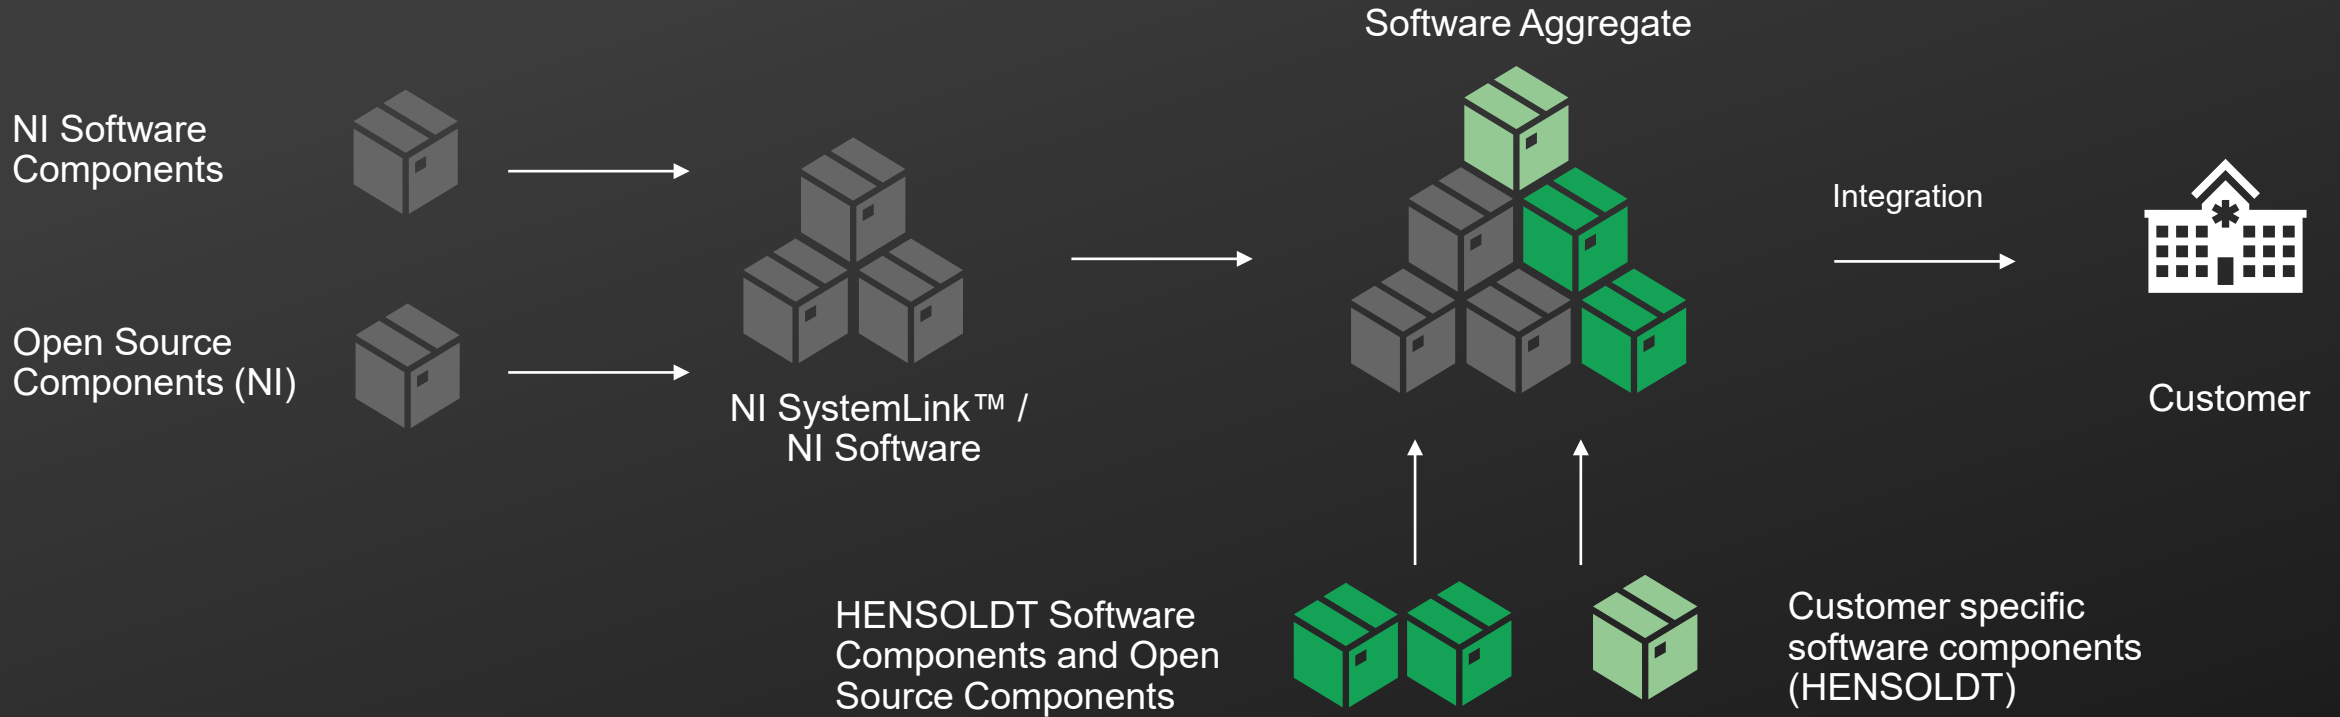 Software Aggregate
NI Software
Components
Integration
Open Source
Components (NI)
NI SystemLink™ /
NI Software
Customer
HENSOLDT Software
Components and Open
Source Components
Customer specific
software components
(HENSOLDT)